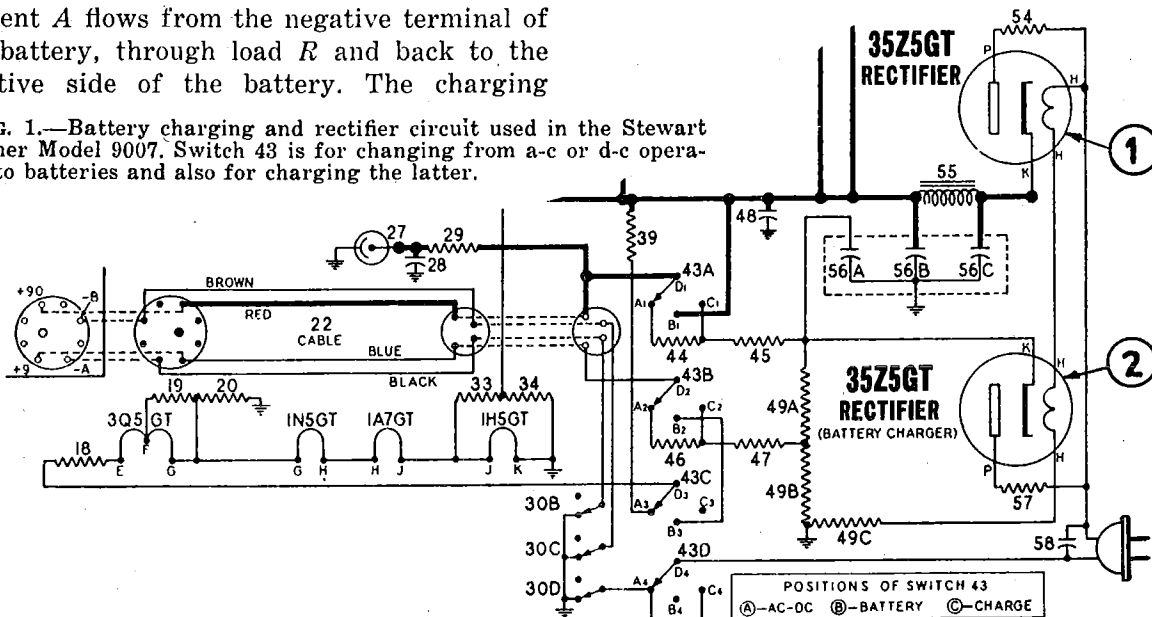 ent A flows from the negative terminal of
battery, through load R and back to the
tive side of the battery. The charging
G. 1.—Battery charging and rectifier circuit used in the Stewart
ner Model 9007. Switch 43 is for changing from a-c or d-c opera-
to batteries and also for charging the latter.
54
35Z5GT
RECTIFIER
P
H
K
H
1
55
48
39
27
28
29
56 A
56 B
56 C
43A
D1
A1
C1
B1
44
45
+90
-B
+9
-A
BROWN
RED
22
CABLE
BLUE
BLACK
43B
D2
A2
C2
B2
46
47
49A
49B
49C
K
H
2
35Z5GT
RECTIFIER
(BATTERY CHARGER)
P
H
57
58
19
20
33
34
18
3Q5 GT
E
F
G
1N5GT
G
H
1A7GT
H
J
1H5GT
J
K
43C
D3
A3
C3
B3
30B
30C
30D
43D
D4
A4
C4
B4
POSITIONS OF SWITCH 43
Ⓐ-AC-DC Ⓑ-BATTERY Ⓒ-CHARGE